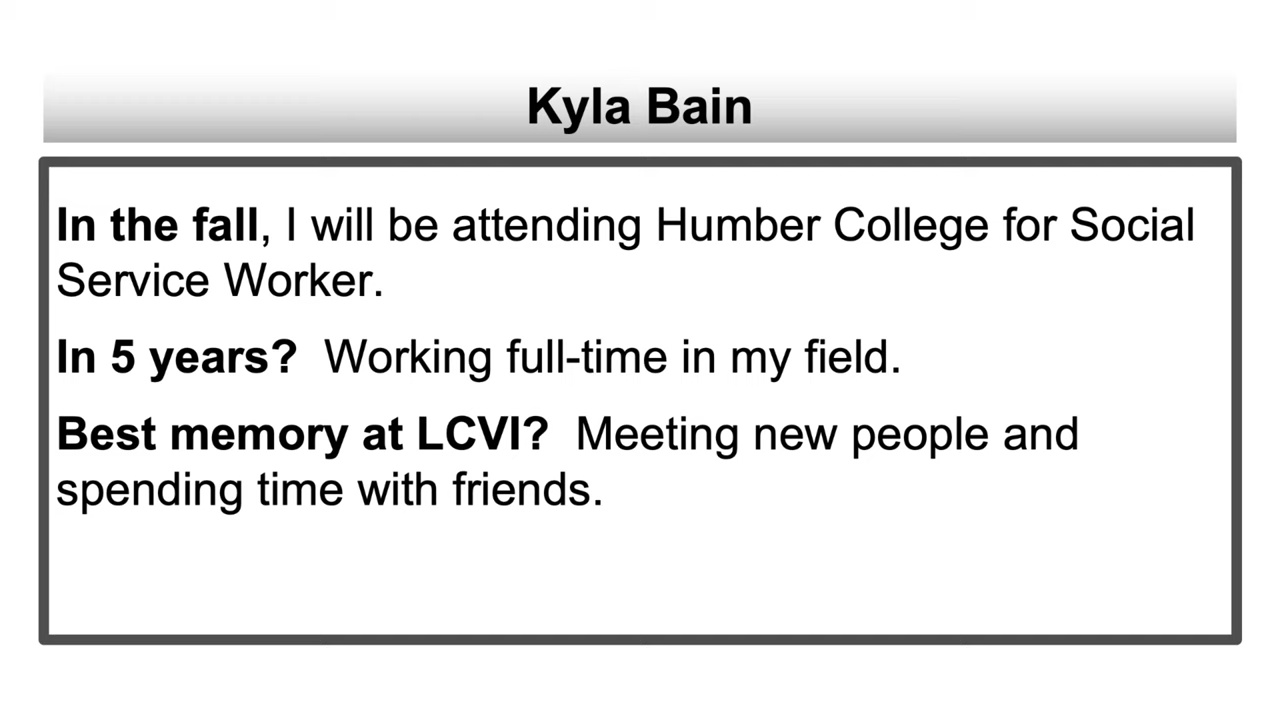 Kyla Bain
In the fall, I will be attending Humber College for Social
Service Worker.
In 5 years?  Working full-time in my field.
Best memory at LCVI?  Meeting new people and
spending time with friends.